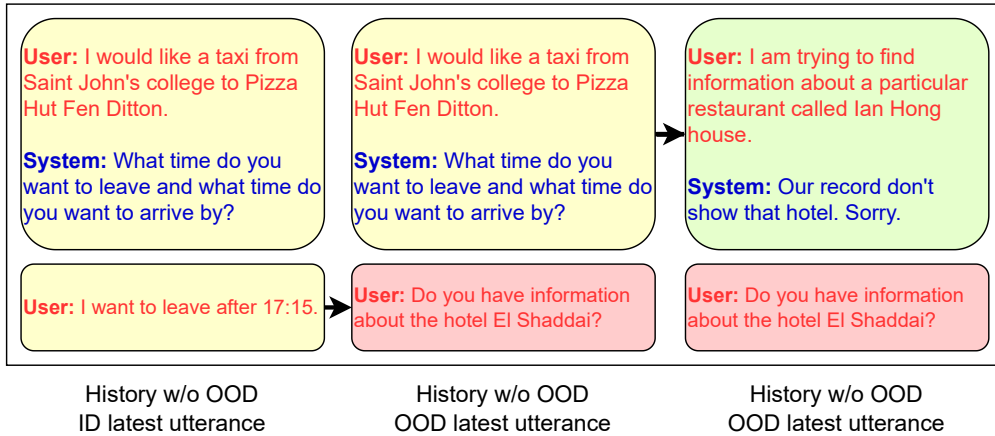 User: I would like a taxi from
Saint John's college to Pizza
Hut Fen Ditton.
System: What time do you
want to leave and what time do
you want to arrive by?
User: I want to leave after 17:15.
History w/o OOD
ID latest utterance
User: I would like a taxi from
Saint John's college to Pizza
Hut Fen Ditton.
System: What time do you
want to leave and what time do
you want to arrive by?
User: Do you have information
about the hotel El Shaddai?
History w/o OOD
OOD latest utterance
User: I am trying to find
information about a particular
restaurant called Ian Hong
house.
System: Our record don't
show that hotel. Sorry.
User: Do you have information
about the hotel El Shaddai?
History w/o OOD
OOD latest utterance